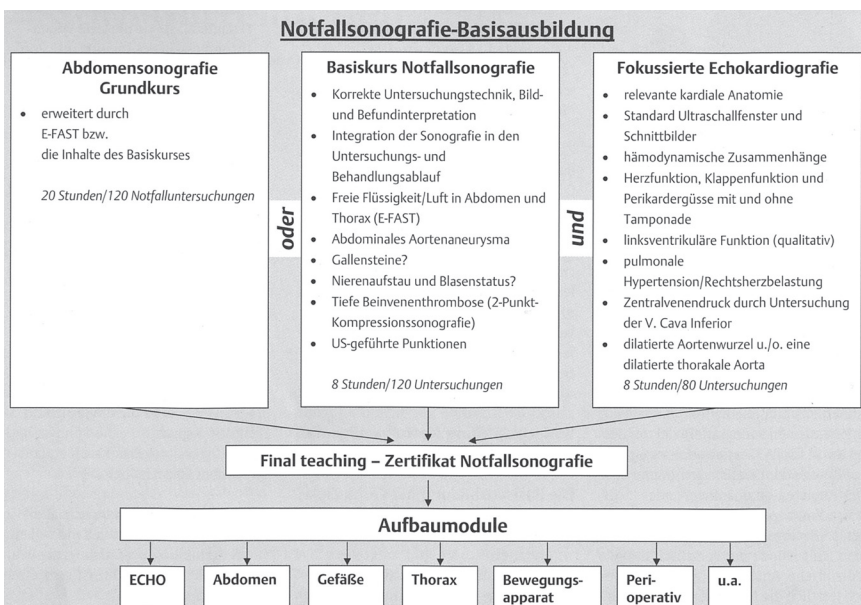 Notfallsonografie-Basisausbildung
Abdomensonografie
Grundkurs
• erweitert durch
E-FAST bzw.
die Inhalte des Basiskurses
20 Stunden/120 Notfalluntersuchungen
oder
Basiskurs Notfallsonografie
• Korrekte Untersuchungstechnik, Bild-
und Befundinterpretation
• Integration der Sonografie in den
Untersuchungs- und
Behandlungsablauf
• Freie Flüssigkeit/Luft in Abdomen und
Thorax (E-FAST)
• Abdominales Aortenaneurysma
• Gallensteine?
• Nierenaufstau und Blasenstatus?
• Tiefe Beinvenenthrombose (2-Punkt-
Kompressionssonografie)
• US-geführte Punktionen
8 Stunden/120 Untersuchungen
und
Fokussierte Echokardiografie
• relevante kardiale Anatomie
• Standard Ultraschallfenster und
Schnittbilder
• hämodynamische Zusammenhänge
• Herzfunktion, Klappenfunktion und
Perikardergüsse mit und ohne
Tamponade
• linksventrikuläre Funktion (qualitativ)
• pulmonale
Hypertension/Rechtsherzbelastung
• Zentralvenendruck durch Untersuchung
der V. Cava Inferior
• dilatierte Aortenwurzel u./o. eine
dilatierte thorakale Aorta
8 Stunden/80 Untersuchungen
Final teaching – Zertifikat Notfallsonografie
Aufbaumodule
ECHO
Abdomen
Gefäße
Thorax
Bewegungs-
apparat
Peri-
operativ
u.a.